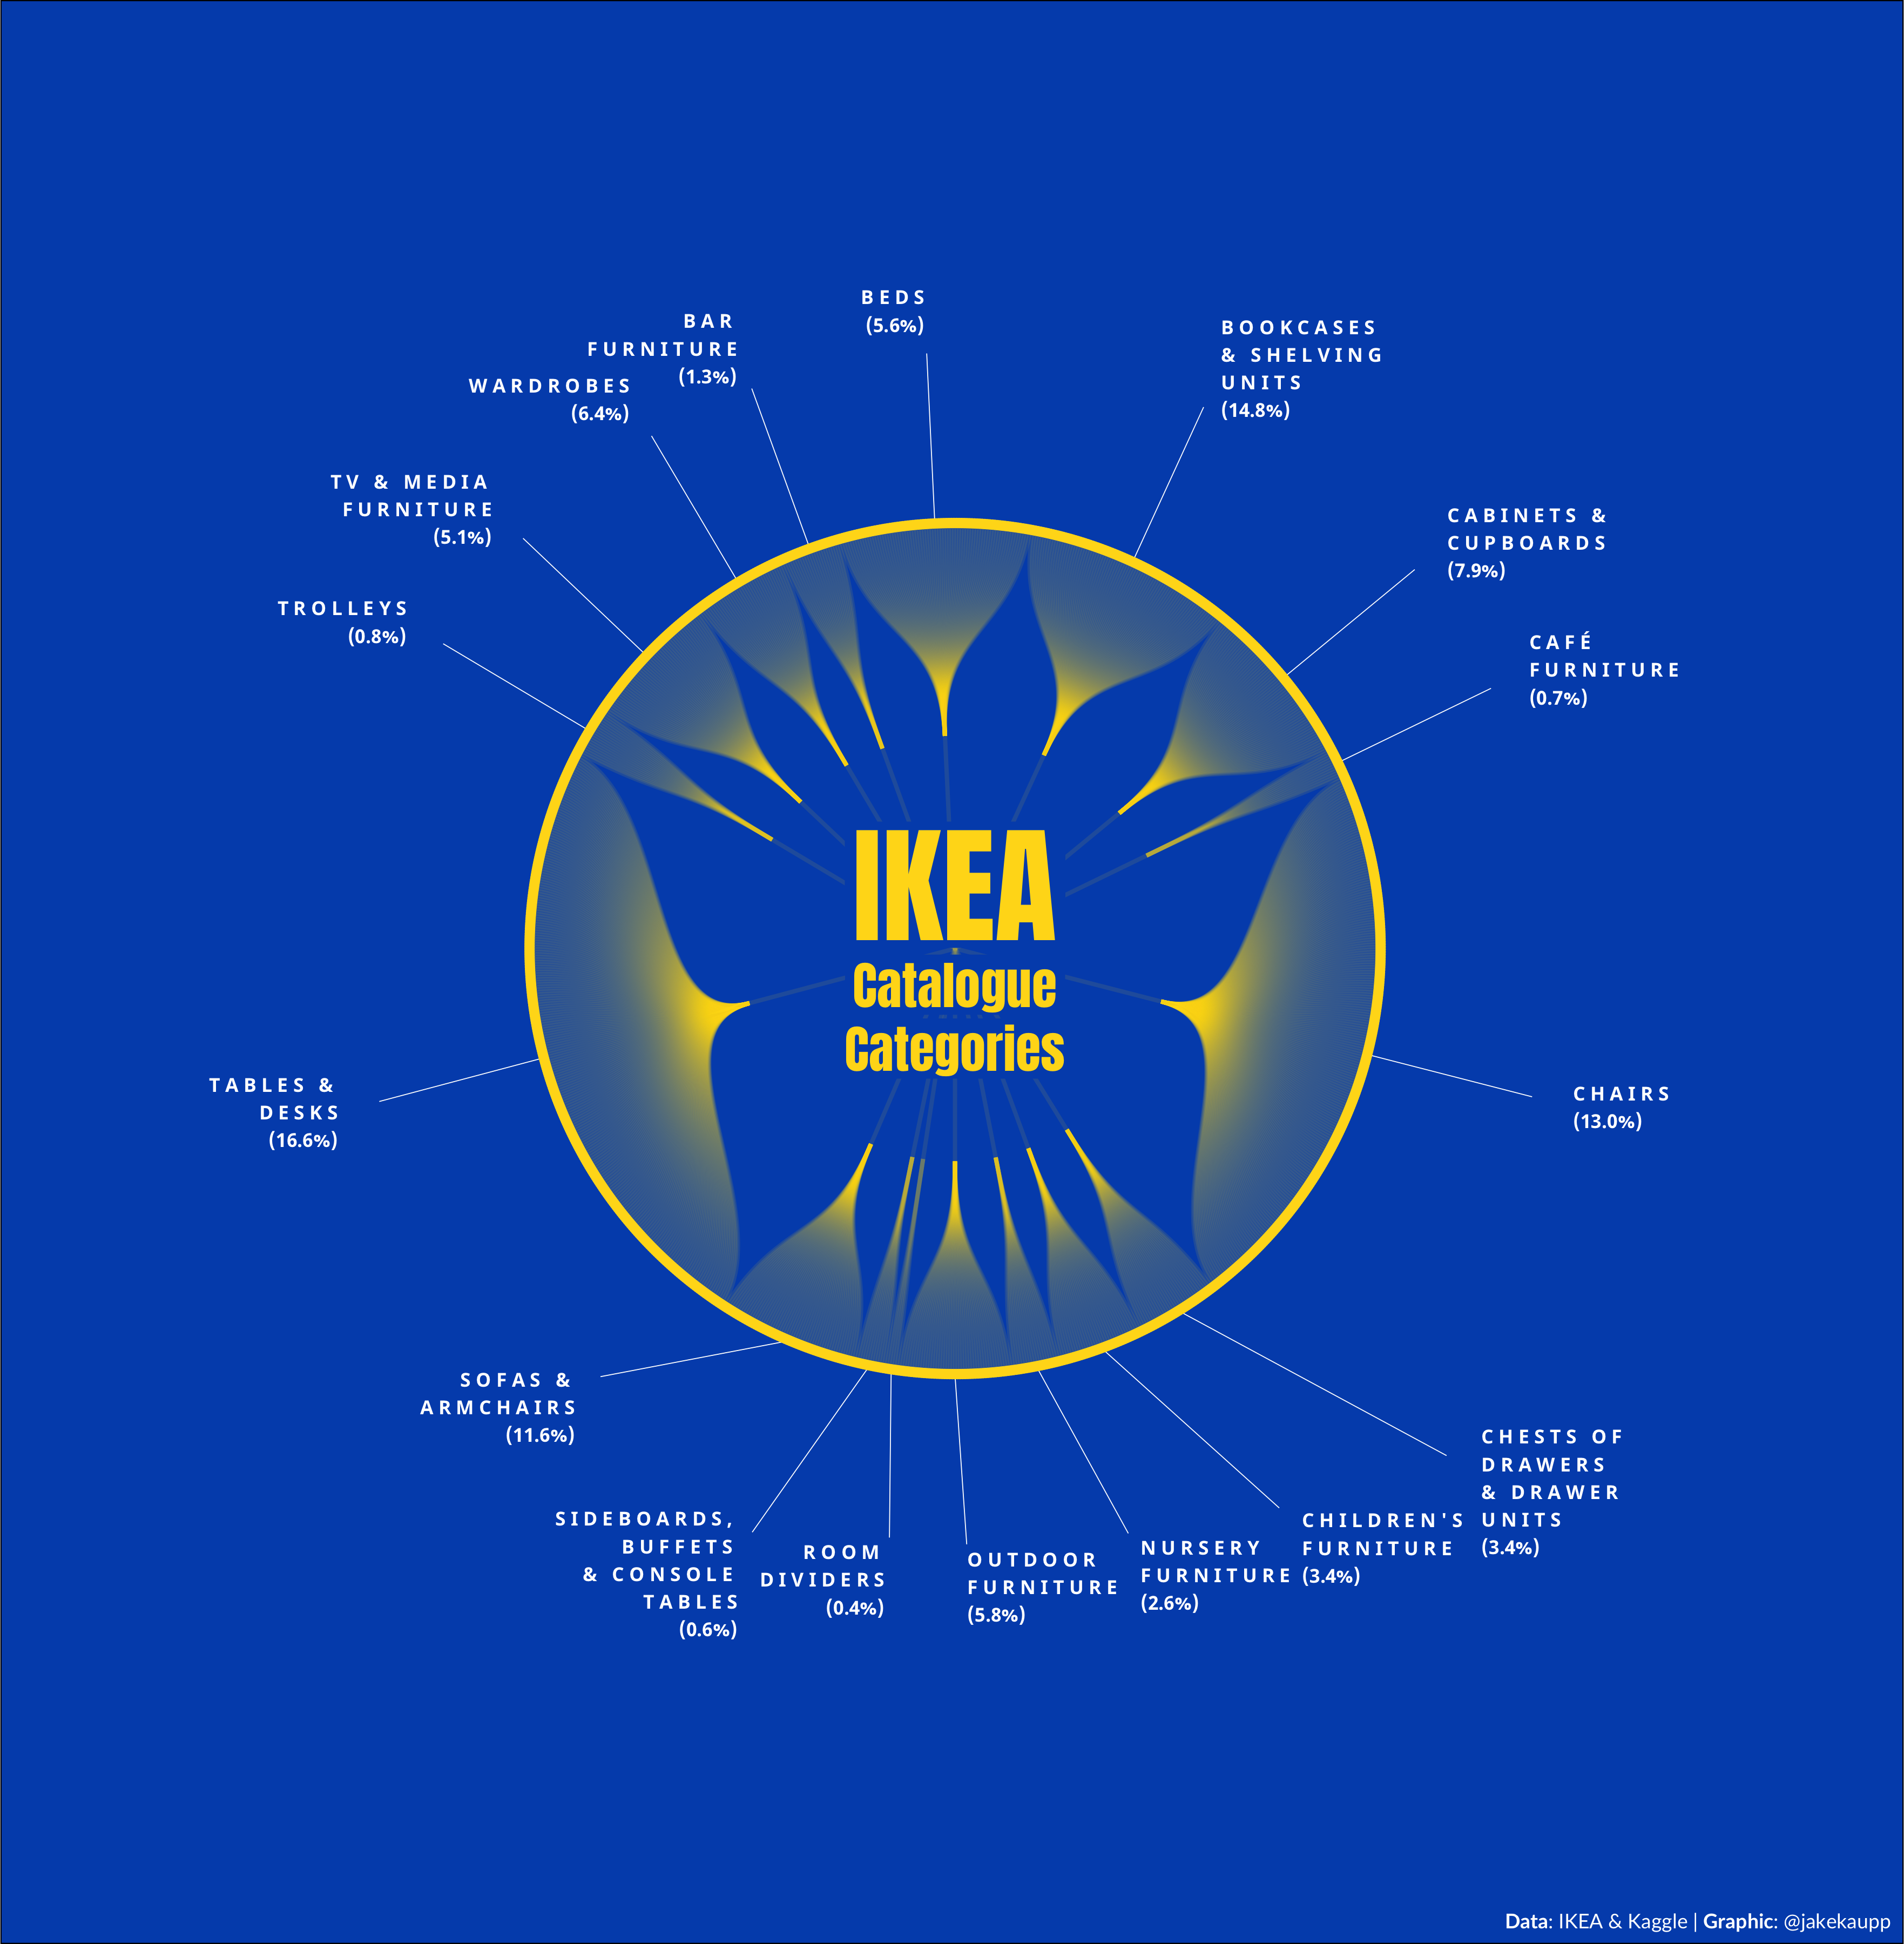 BEDS
(5.6%)
BAR
FURNITURE
(1.3%)
WARDROBES
(6.4%)
TV & MEDIA
FURNITURE
(5.1%)
TROLLEYS
(0.8%)
BOOKCASES
& SHELVING
UNITS
(14.8%)
CABINETS &
CUPBOARDS
(7.9%)
CAFÉ
FURNITURE
(0.7%)
IKEA
Catalogue
Categories
TABLES &
DESKS
(16.6%)
CHAIRS
(13.0%)
SOFAS &
ARMCHAIRS
(11.6%)
SIDEBOARDS,
BUFFETS
& CONSOLE
TABLES
(0.6%)
ROOM
DIVIDERS
(0.4%)
OUTDOOR
FURNITURE
(5.8%)
NURSERY
FURNITURE
(2.6%)
CHILDREN'S
FURNITURE
(3.4%)
CHESTS OF
DRAWERS
& DRAWER
UNITS
(3.4%)
Data: IKEA & Kaggle | Graphic: @jakekaupp